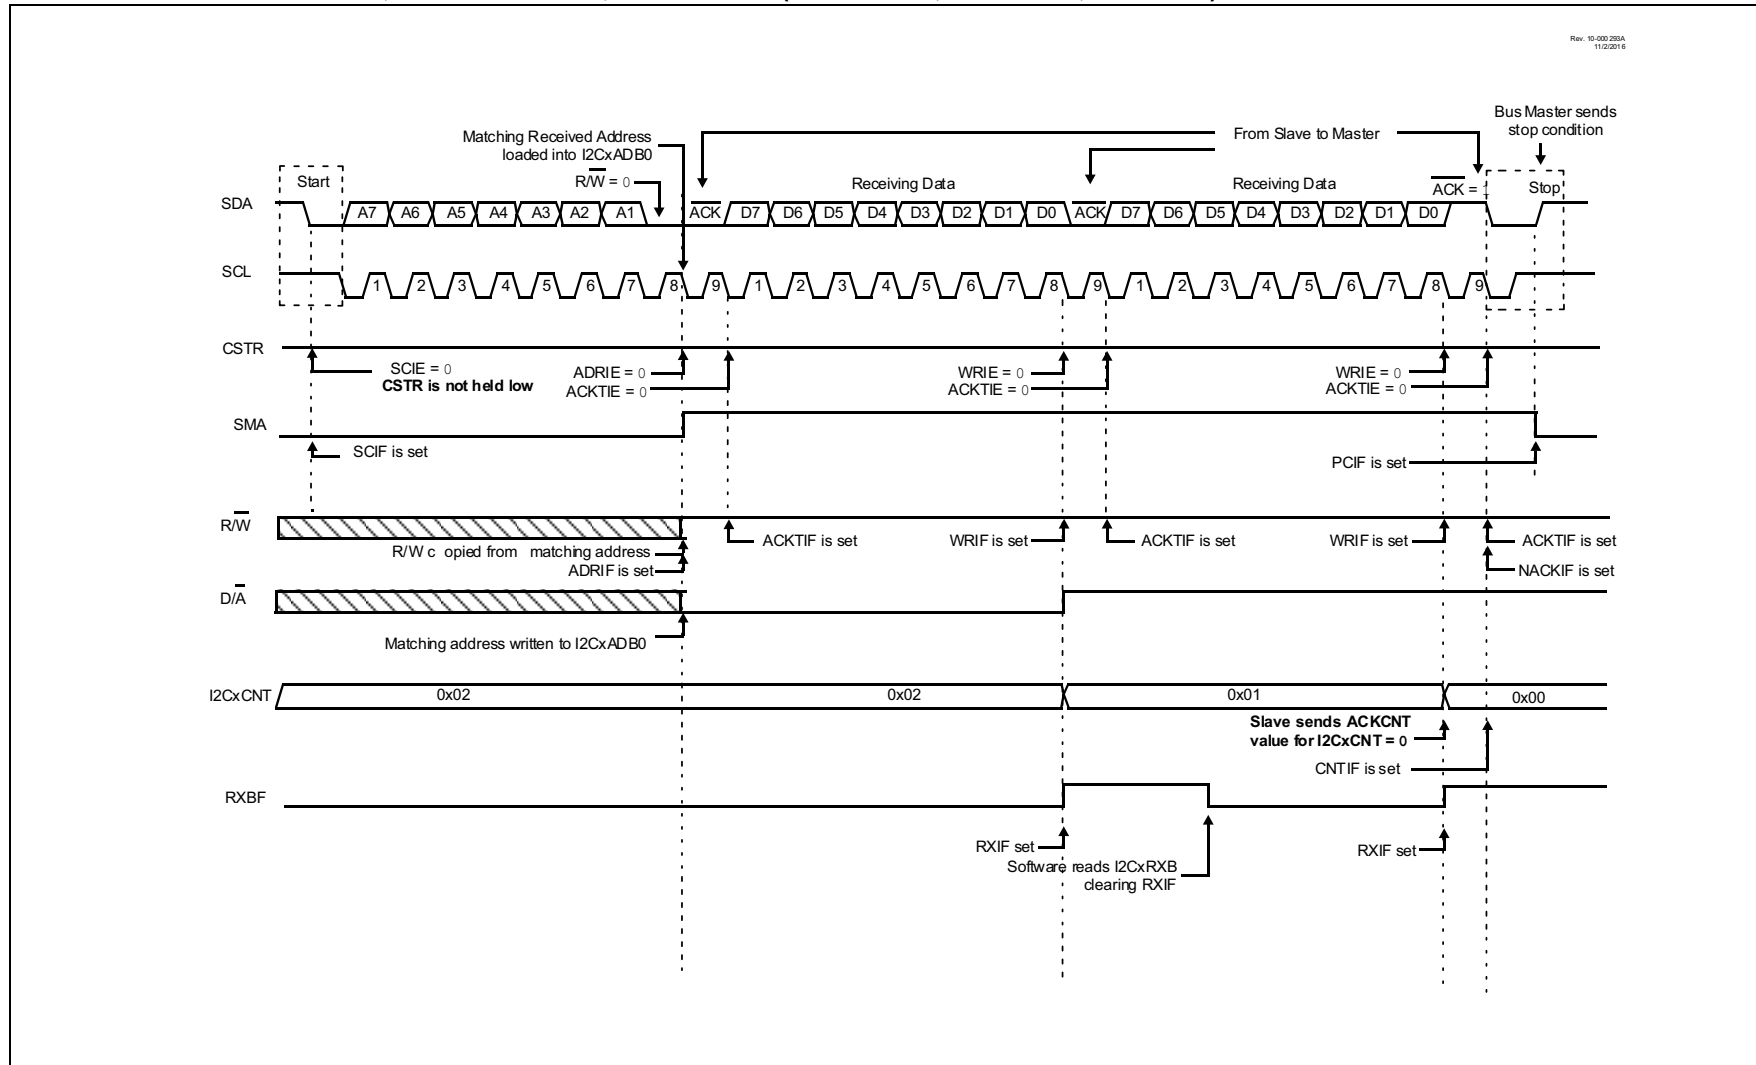 Rev. 10-000 293A
11/2/2016
Bus Master sends
stop condition
Matching Received Address
loaded into I2CxADB0
From Slave to Master
Start
R/W = 0
Receiving Data
Receiving Data
ACK =
Stop
SDA
A7 A6 A5 A4 A3 A2 A1 ACK D7 D6 D5 D4 D3 D2 D1 D0 ACK D7 D6 D5 D4 D3 D2 D1 D0
SCL
1 2 3 4 5 6 7 8 9 1 2 3 4 5 6 7 8 9 1 2 3 4 5 6 7 8 9
CSTR
SCIE = 0
CSTR is not held low
ADRIE = 0
ACKTIE = 0
WRIE = 0
ACKTIE = 0
WRIE = 0
ACKTIE = 0
SMA
SCIF is set
PCIF is set
R/W
ACKTIF is set
WRIF is set
ACKTIF is set
WRIF is set
ACKTIF is set
R/W c opied from matching address
ADRIF is set
NACKIF is set
D/A
Matching address written to I2CxADB0
I2CxCNT
0x02
0x02
0x01
0x00
Slave sends ACKCNT
value for I2CxCNT = 0
CNTIF is set
RXBF
RXIF set
RXIF set
Software reads I2CxRXB
clearing RXIF